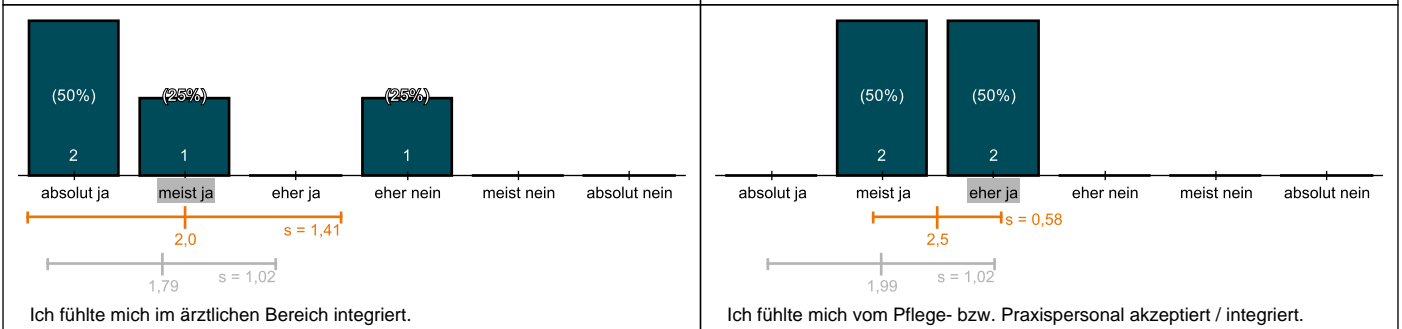 (50%)
(25%)
(25%)
2
1
1
absolut ja
meist ja
eher ja
eher nein
meist nein
absolut nein
s = 1,41
2,0
s = 1,02
1,79
Ich fühlte mich im ärztlichen Bereich integriert.
(50%)
(50%)
2
2
absolut ja
meist ja
eher ja
eher nein
meist nein
absolut nein
s = 0,58
2,5
s = 1,02
1,99
Ich fühlte mich vom Pflege- bzw. Praxispersonal akzeptiert / integriert.